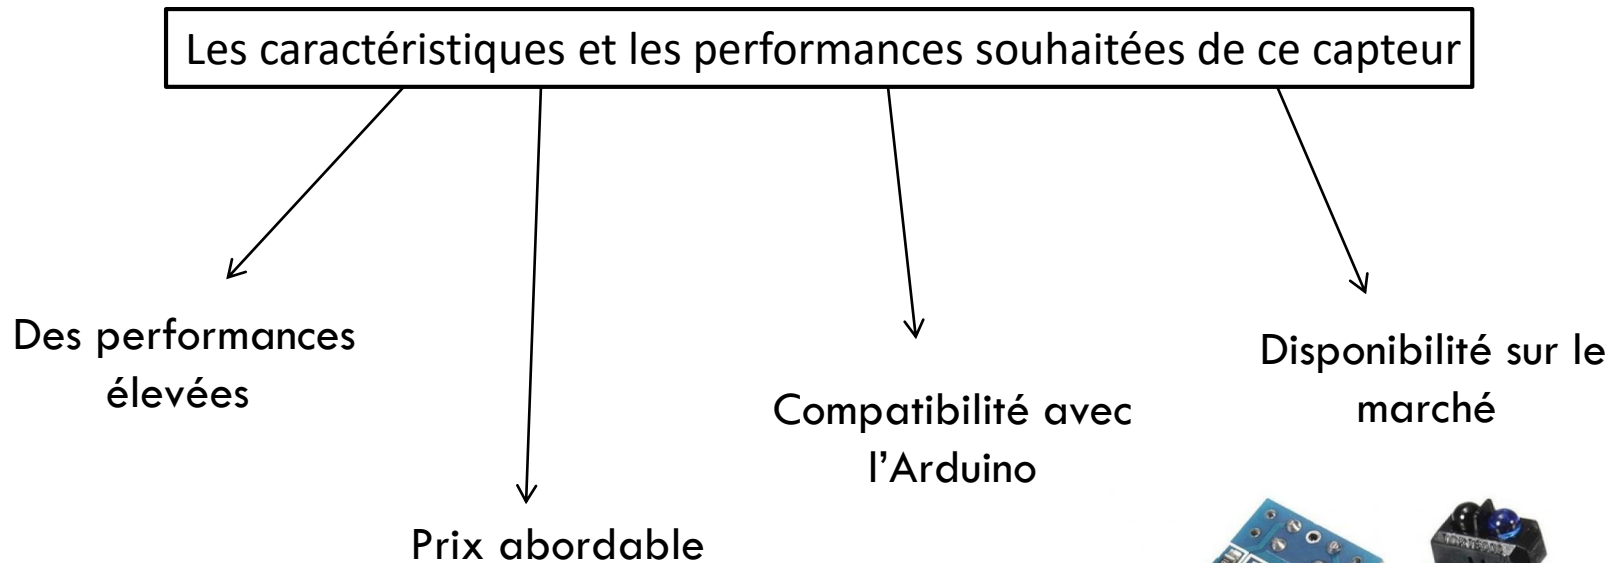 Les caractéristiques et les performances souhaitées de ce capteur
Des performances
élevées
Prix abordable
Compatibilité avec
l’Arduino
Disponibilité sur le
marché